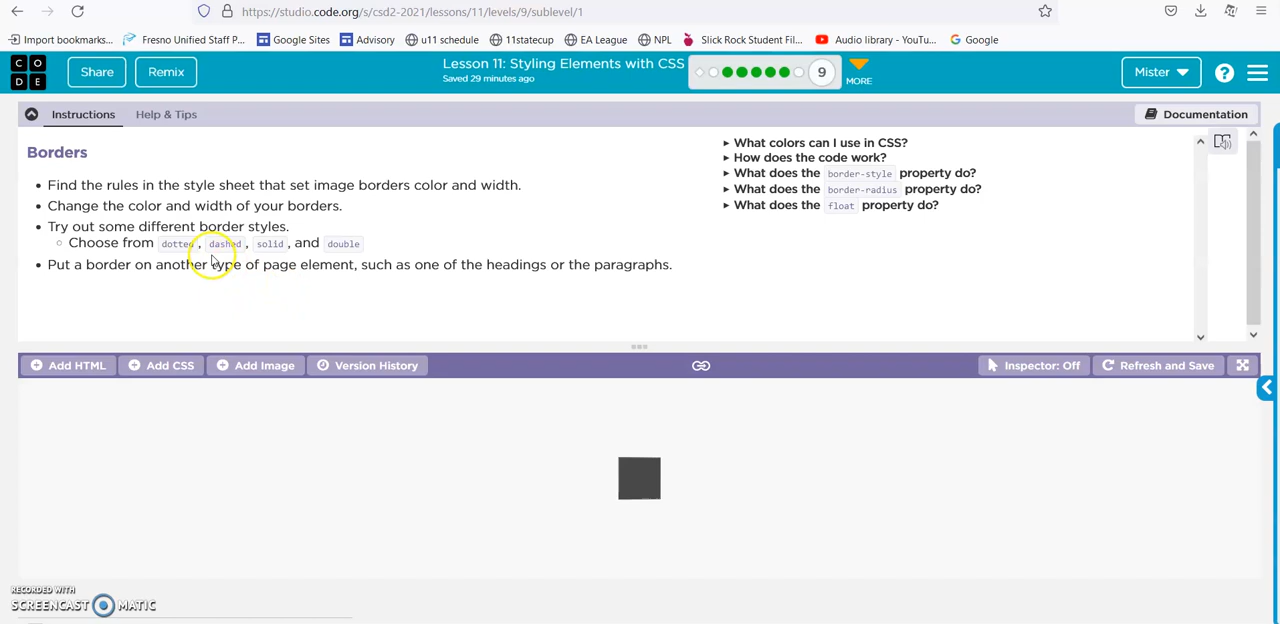 https://studio.code.org/s/csd2-2021/lessons/11/levels/9/sublevel/1
Import bookmarks... Fresno Unified Staff P... Google Sites Advisory u11 schedule 11statecup EA League NPL Slick Rock Student Fil... Audio library - YouTu... Google
CODE Share Remix Lesson 11: Styling Elements with CSS 9 MORE Mister ?
Saved 29 minutes ago
Instructions Help & Tips Documentation
Borders
• Find the rules in the style sheet that set image borders color and width.
• Change the color and width of your borders.
• Try out some different border styles.
○ Choose from dotted, dashed, solid, and double
• Put a border on another type of page element, such as one of the headings or the paragraphs.
▸ What colors can I use in CSS?
▸ How does the code work?
▸ What does the border-style property do?
▸ What does the border-radius property do?
▸ What does the float property do?
Add HTML Add CSS Add Image Version History Inspector: Off Refresh and Save
RECORDED WITH
SCREENCAST MATIC